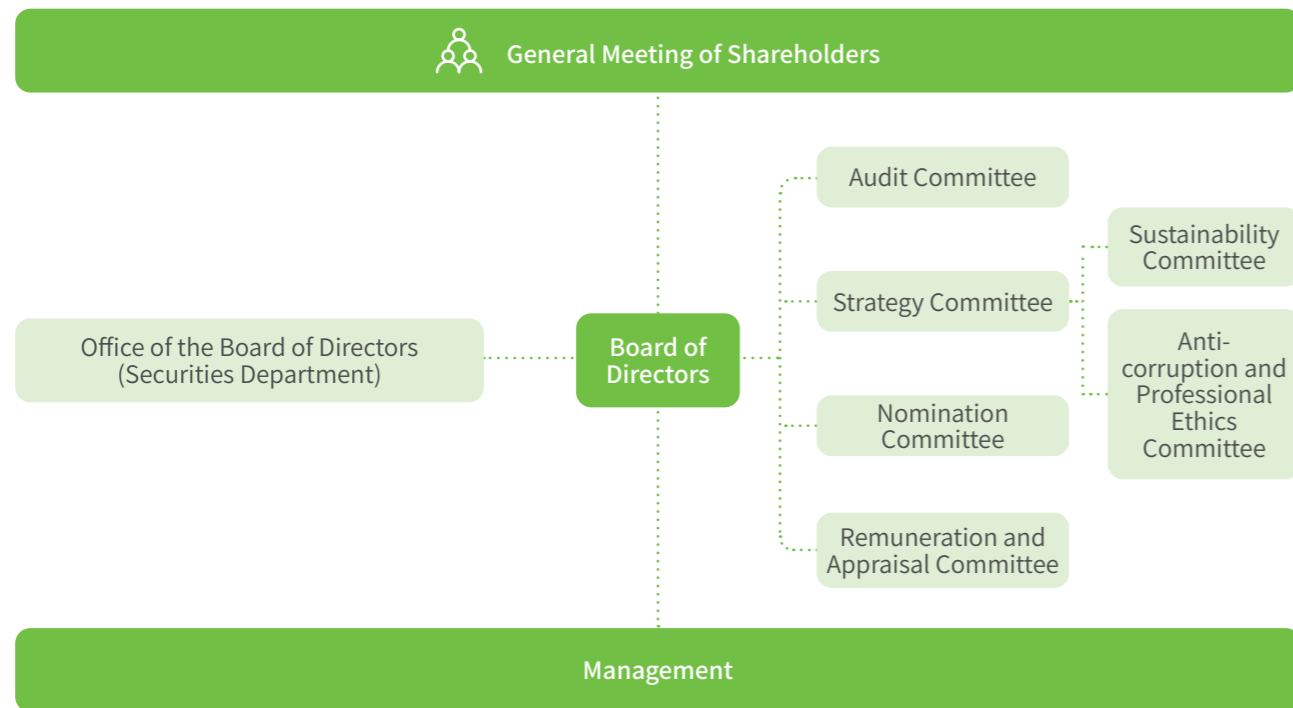 General Meeting of Shareholders
Audit Committee
Sustainability
Committee
Strategy Committee
Office of the Board of Directors
(Securities Department)
Board of
Directors
Anti-
corruption and
Professional
Ethics
Committee
Nomination
Committee
Remuneration and
Appraisal Committee
Management